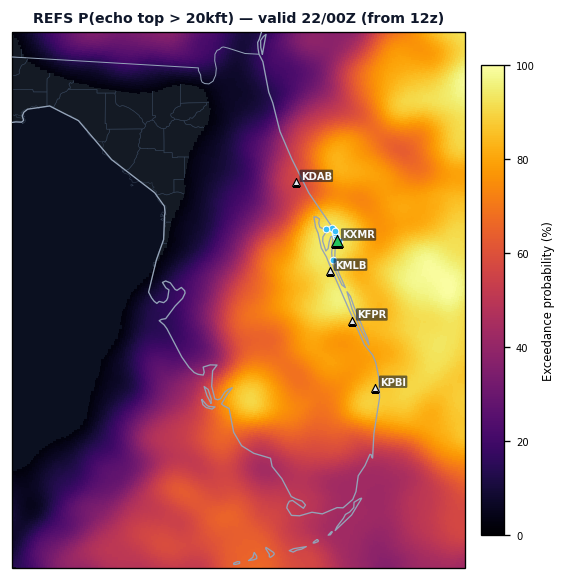 REFS P(echo top > 20kft) — valid 22/00Z (from 12z)
KDAB
KXMR
KMLB
KFPR
KPBI
100
80
60
40
20
0
Exceedance probability (%)